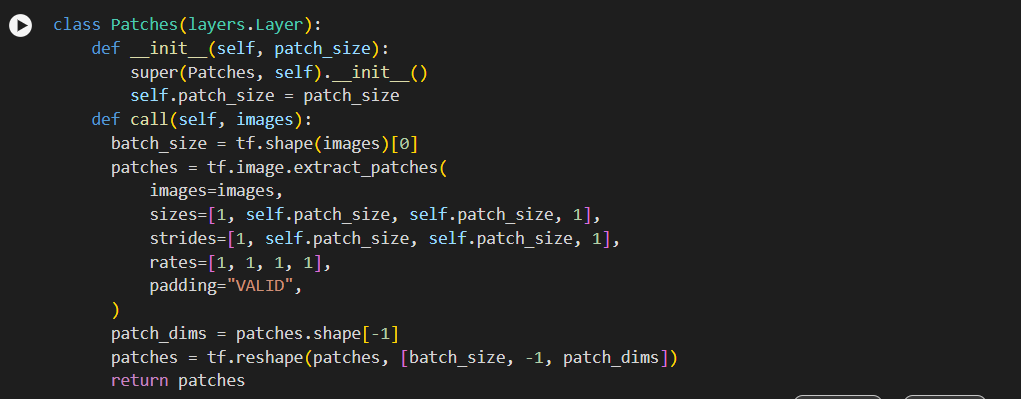 class Patches(layers.Layer):
    def __init__(self, patch_size):
        super(Patches, self).__init__()
        self.patch_size = patch_size
    def call(self, images):
      batch_size = tf.shape(images)[0]
      patches = tf.image.extract_patches(
          images=images,
          sizes=[1, self.patch_size, self.patch_size, 1],
          strides=[1, self.patch_size, self.patch_size, 1],
          rates=[1, 1, 1, 1],
          padding="VALID",
      )
      patch_dims = patches.shape[-1]
      patches = tf.reshape(patches, [batch_size, -1, patch_dims])
      return patches